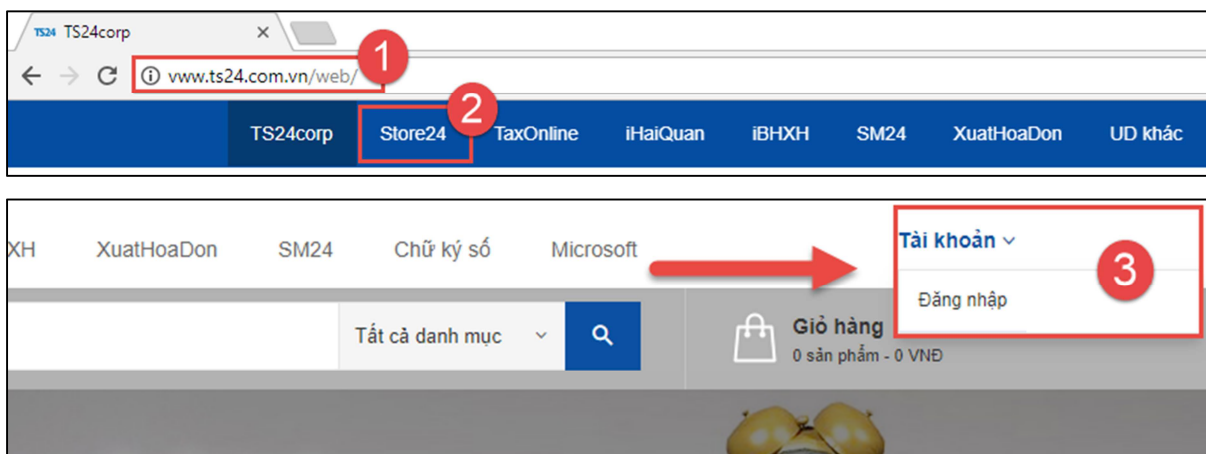 TS24 TS24corp
vww.ts24.com.vn/web/
1
2
TS24corp Store24 TaxOnline iHaiQuan iBHXH SM24 XuatHoaDon UD khác
XH XuatHoaDon SM24 Chữ ký số Microsoft Tài khoản
3
Đăng nhập
Tất cả danh mục
Giỏ hàng
0 sản phẩm - 0 VNĐ